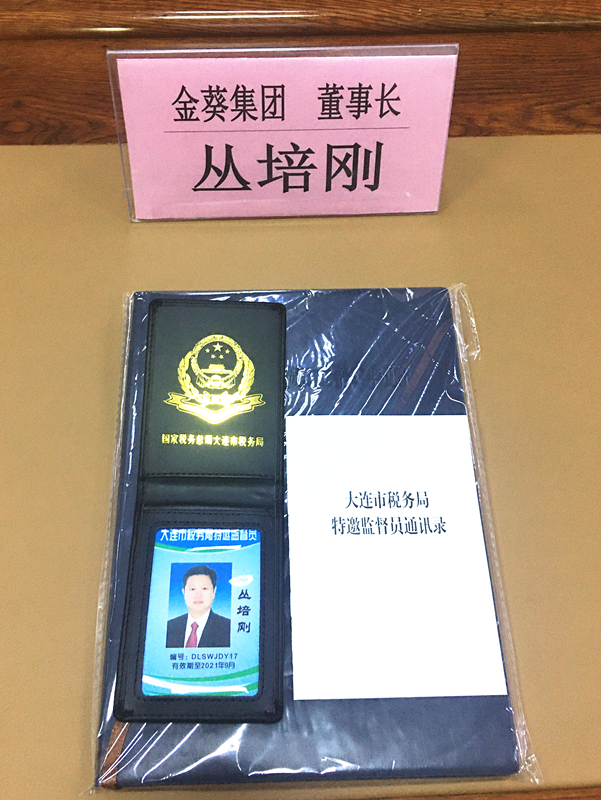 金葵集团 董事长
丛培刚
国家税务总局大连市税务局
大连市税务局
特邀监督员通讯录
大连市税务局特邀监督员
丛培刚
编号：DLSWJDY17
有效期至2021年9月